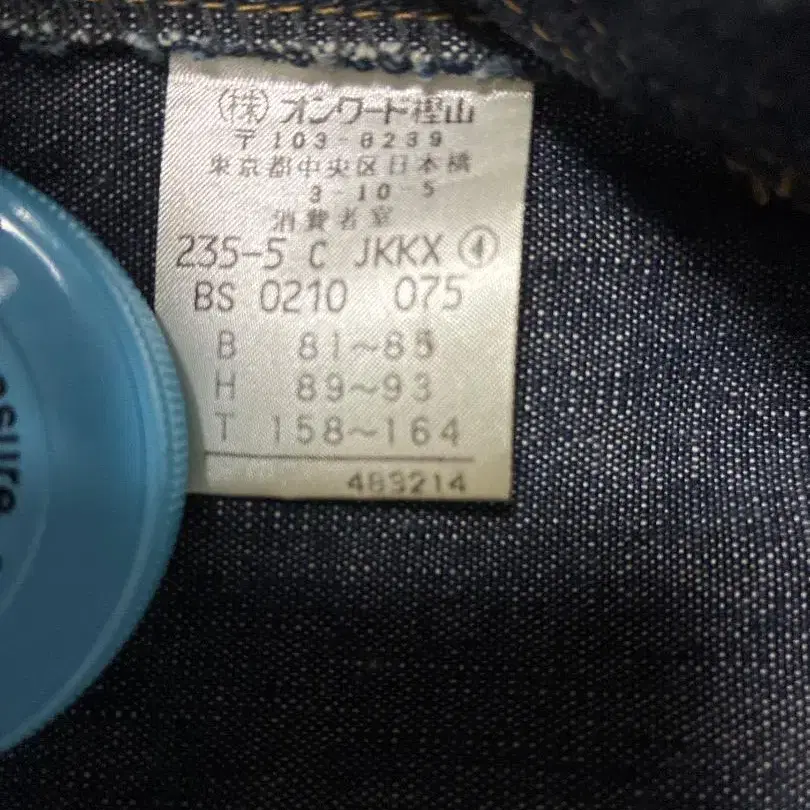 (株) オンワード樫山
〒103-8239
東京都中央区日本橋
3-10-5
消費者室
235-5 C JKKX ④
BS 0210 075
B 81~85
H 89~93
T 158~164
483214